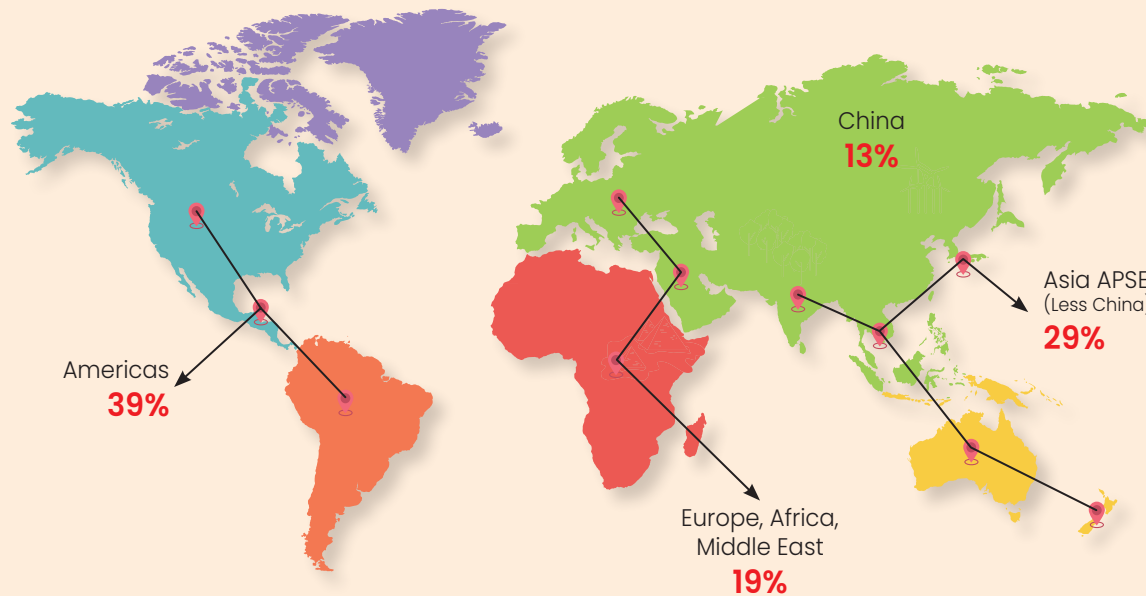 China
13%
Asia APSE
(Less China)
29%
Americas
39%
Europe, Africa,
Middle East
19%